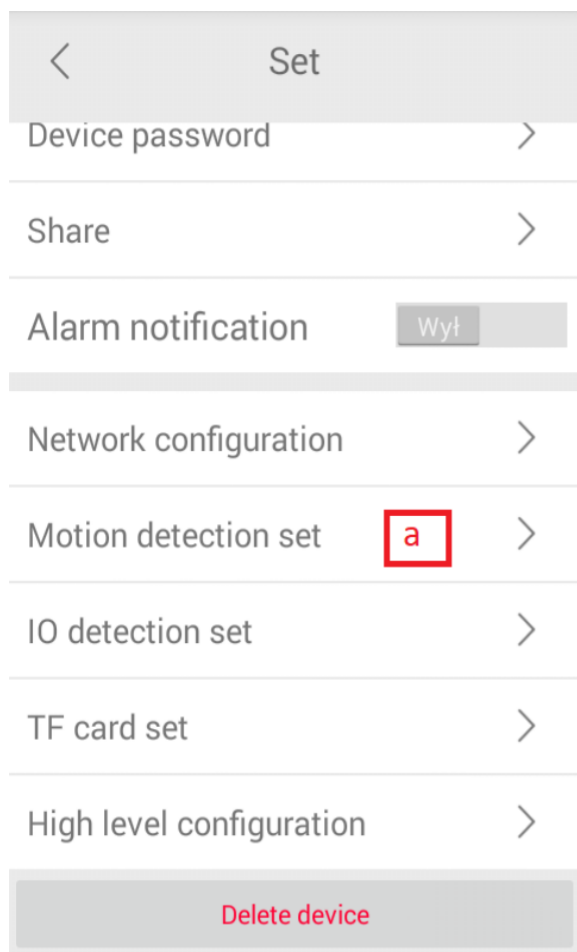 Set
Device password
Share
Alarm notification Wył
Network configuration
Motion detection set a
IO detection set
TF card set
High level configuration
Delete device